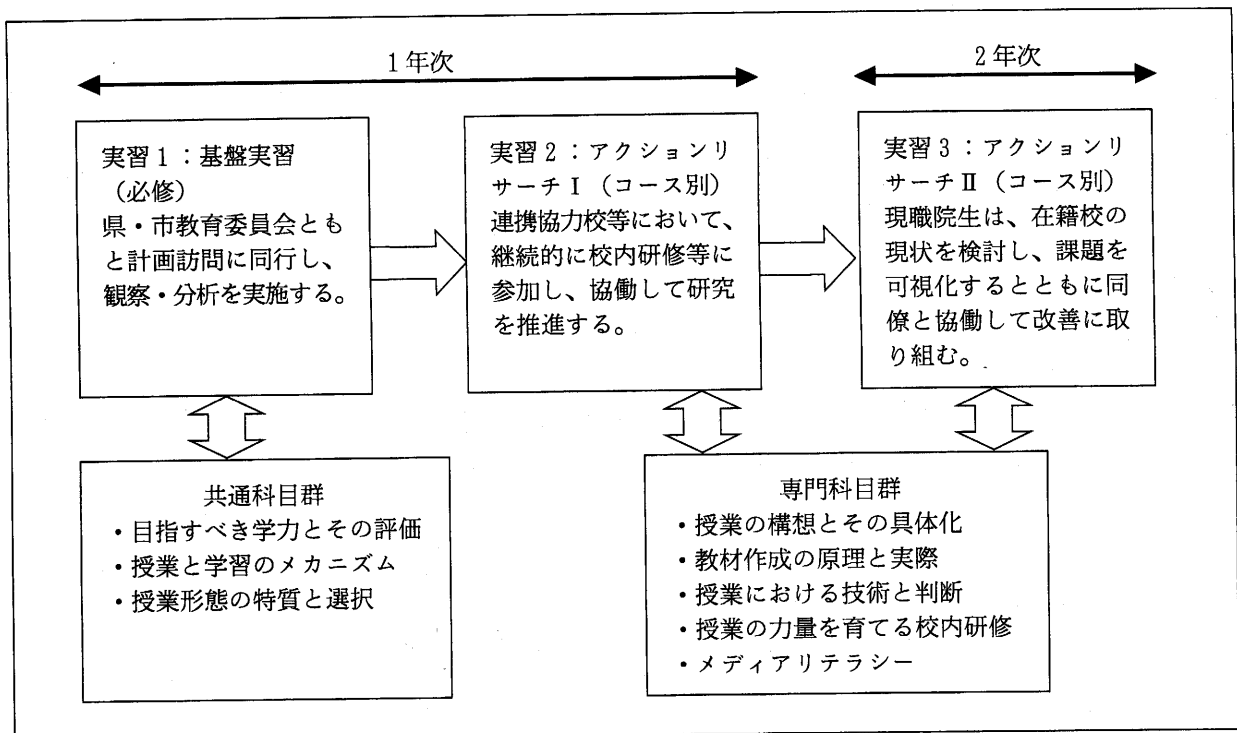 1年次
2年次
実習1：基盤実習
（必修）
県・市教育委員会とも
と計画訪問に同行し、
観察・分析を実施する。
実習2：アクションリ
サーチⅠ（コース別）
連携協力校等において、
継続的に校内研修等に
参加し、協働して研究
を推進する。
実習3：アクションリ
サーチⅡ（コース別）
現職院生は、在籍校の
現状を検討し、課題を
可視化するとともに同
僚と協働して改善に取
り組む。
共通科目群
・目指すべき学力とその評価
・授業と学習のメカニズム
・授業形態の特質と選択
専門科目群
・授業の構想とその具体化
・教材作成の原理と実際
・授業における技術と判断
・授業の力量を育てる校内研修
・メディアリテラシー